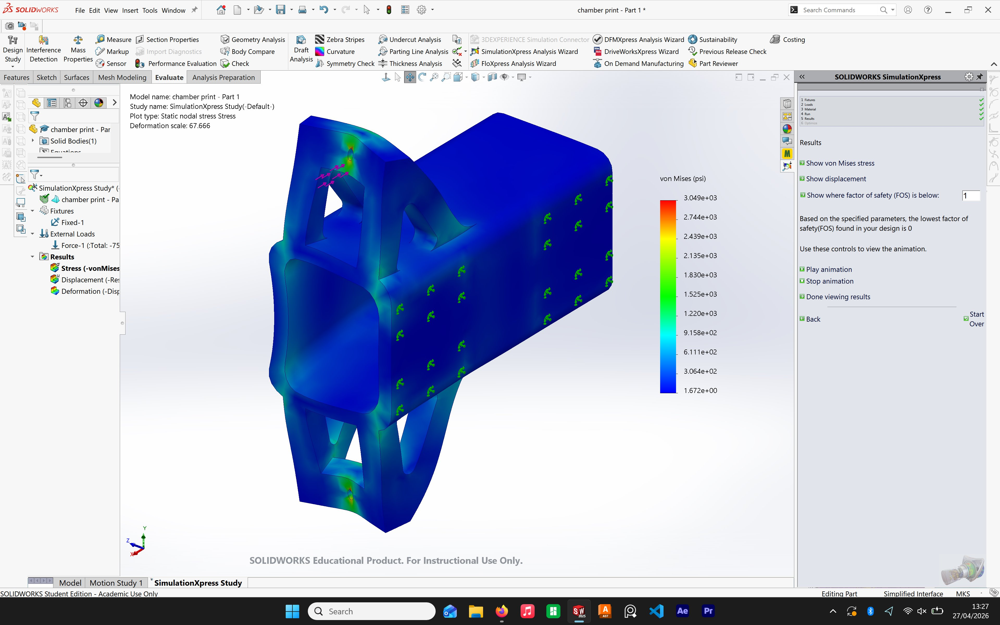 SOLIDWORKS
File Edit View Insert Tools Window
chamber print - Part 1 *
Search Commands
Design Study
Interference Detection
Mass Properties
Measure
Markup
Sensor
Section Properties
Import Diagnostics
Performance Evaluation
Geometry Analysis
Body Compare
Check
Draft Analysis
Zebra Stripes
Curvature
Symmetry Check
Undercut Analysis
Parting Line Analysis
Thickness Analysis
3DEXPERIENCE Simulation Connector
SimulationXpress Analysis Wizard
FloXpress Analysis Wizard
DFMXpress Analysis Wizard
DriveWorksXpress Wizard
On Demand Manufacturing
Sustainability
Previous Release Check
Part Reviewer
Costing
Features Sketch Surfaces Mesh Modeling Evaluate Analysis Preparation
chamber print - Par
Solid Bodies(1)
Equations
SimulationXpress Study* (-
chamber print - Pa
Fixtures
Fixed-1
External Loads
Force-1 (:Total: -75
Results
Stress (-vonMises
Displacement (-Res
Deformation (-Disp
Model name: chamber print - Part 1
Study name: SimulationXpress Study(-Default-)
Plot type: Static nodal stress Stress
Deformation scale: 67.666
von Mises (psi)
3.049e+03
2.744e+03
2.439e+03
2.135e+03
1.830e+03
1.525e+03
1.220e+03
9.158e+02
6.111e+02
3.064e+02
1.672e+00
Y
Z
X
SOLIDWORKS Educational Product. For Instructional Use Only.
SOLIDWORKS SimulationXpress
1 Fixtures
2 Loads
3 Material
4 Run
5 Results
6 Optimize
Results
Show von Mises stress
Show displacement
Show where factor of safety (FOS) is below: 1
Based on the specified parameters, the lowest factor of
safety(FOS) found in your design is 0
Use these controls to view the animation.
Play animation
Stop animation
Done viewing results
Back
Start
Over
Model Motion Study 1 SimulationXpress Study
SOLIDWORKS Student Edition - Academic Use Only
Editing Part Simplified Interface MKS
Search
SW
2025
A
AST
Ae
Pr
13:27
27/04/2026